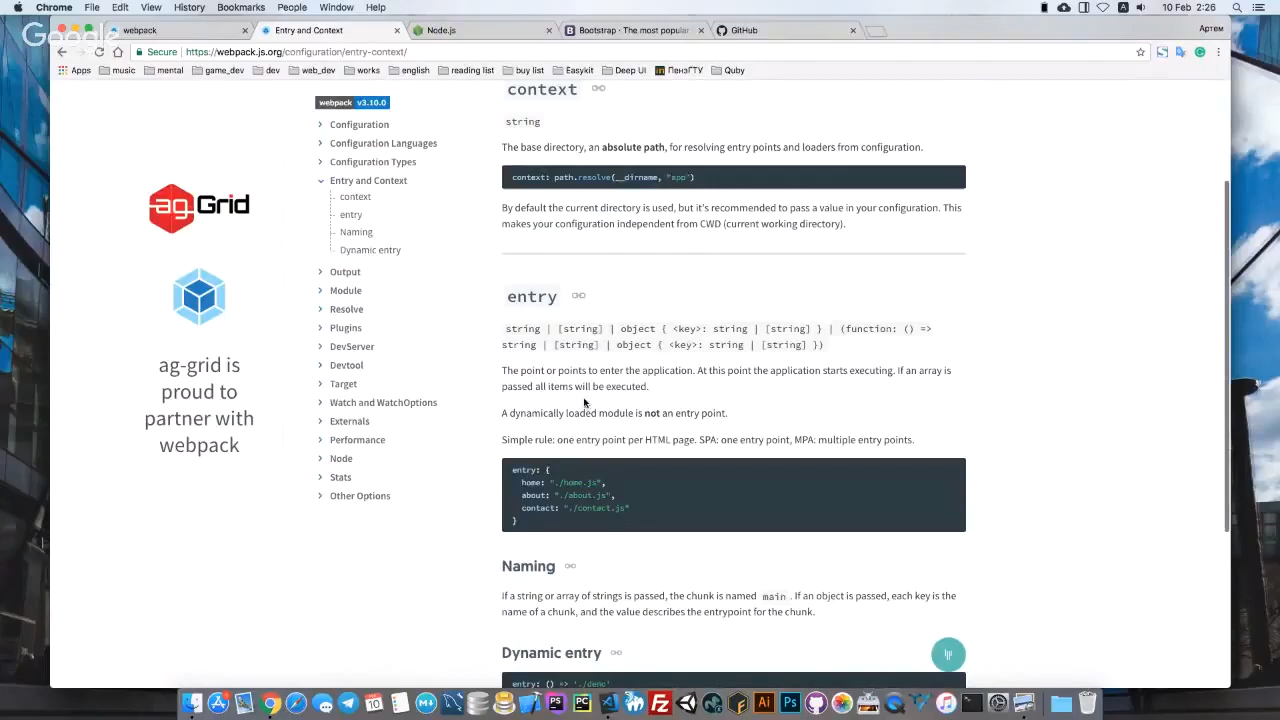 Chrome File Edit View History Bookmarks People Window Help 10 Feb 2:26
Google
webpack Entry and Context Node.js Bootstrap · The most popular GitHub Артем
Secure https://webpack.js.org/configuration/entry-context/
Apps music mental game_dev dev web_dev works english reading list buy list Easykit Deep UI ПензГТУ Quby
webpack v3.10.0
Configuration
Configuration Languages
Configuration Types
Entry and Context
context
entry
Naming
Dynamic entry
Output
Module
Resolve
Plugins
DevServer
Devtool
Target
Watch and WatchOptions
Externals
Performance
Node
Stats
Other Options
ag-Grid
ag-grid is
proud to
partner with
webpack
context
string
The base directory, an absolute path, for resolving entry points and loaders from configuration.
context: path.resolve(__dirname, "app")
By default the current directory is used, but it's recommended to pass a value in your configuration. This
makes your configuration independent from CWD (current working directory).
entry
string | [string] | object { <key>: string | [string] } | (function: () =>
string | [string] | object { <key>: string | [string] })
The point or points to enter the application. At this point the application starts executing. If an array is
passed all items will be executed.
A dynamically loaded module is not an entry point.
Simple rule: one entry point per HTML page. SPA: one entry point, MPA: multiple entry points.
entry: {
home: "./home.js",
about: "./about.js",
contact: "./contact.js"
}
Naming
If a string or array of strings is passed, the chunk is named main. If an object is passed, each key is the
name of a chunk, and the value describes the entrypoint for the chunk.
Dynamic entry
entry: () => './demo'
10 PS PC Fz Ai Ps